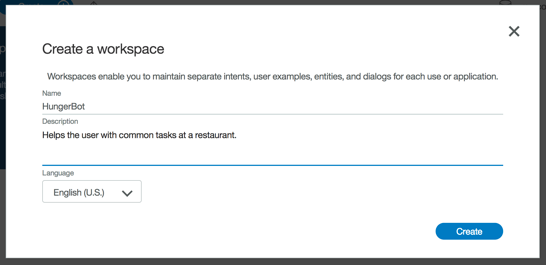 Create a workspace
Workspaces enable you to maintain separate intents, user examples, entities, and dialogs for each use or application.
Name
HungerBot
Description
Helps the user with common tasks at a restaurant.
Language
English (U.S.)
Create